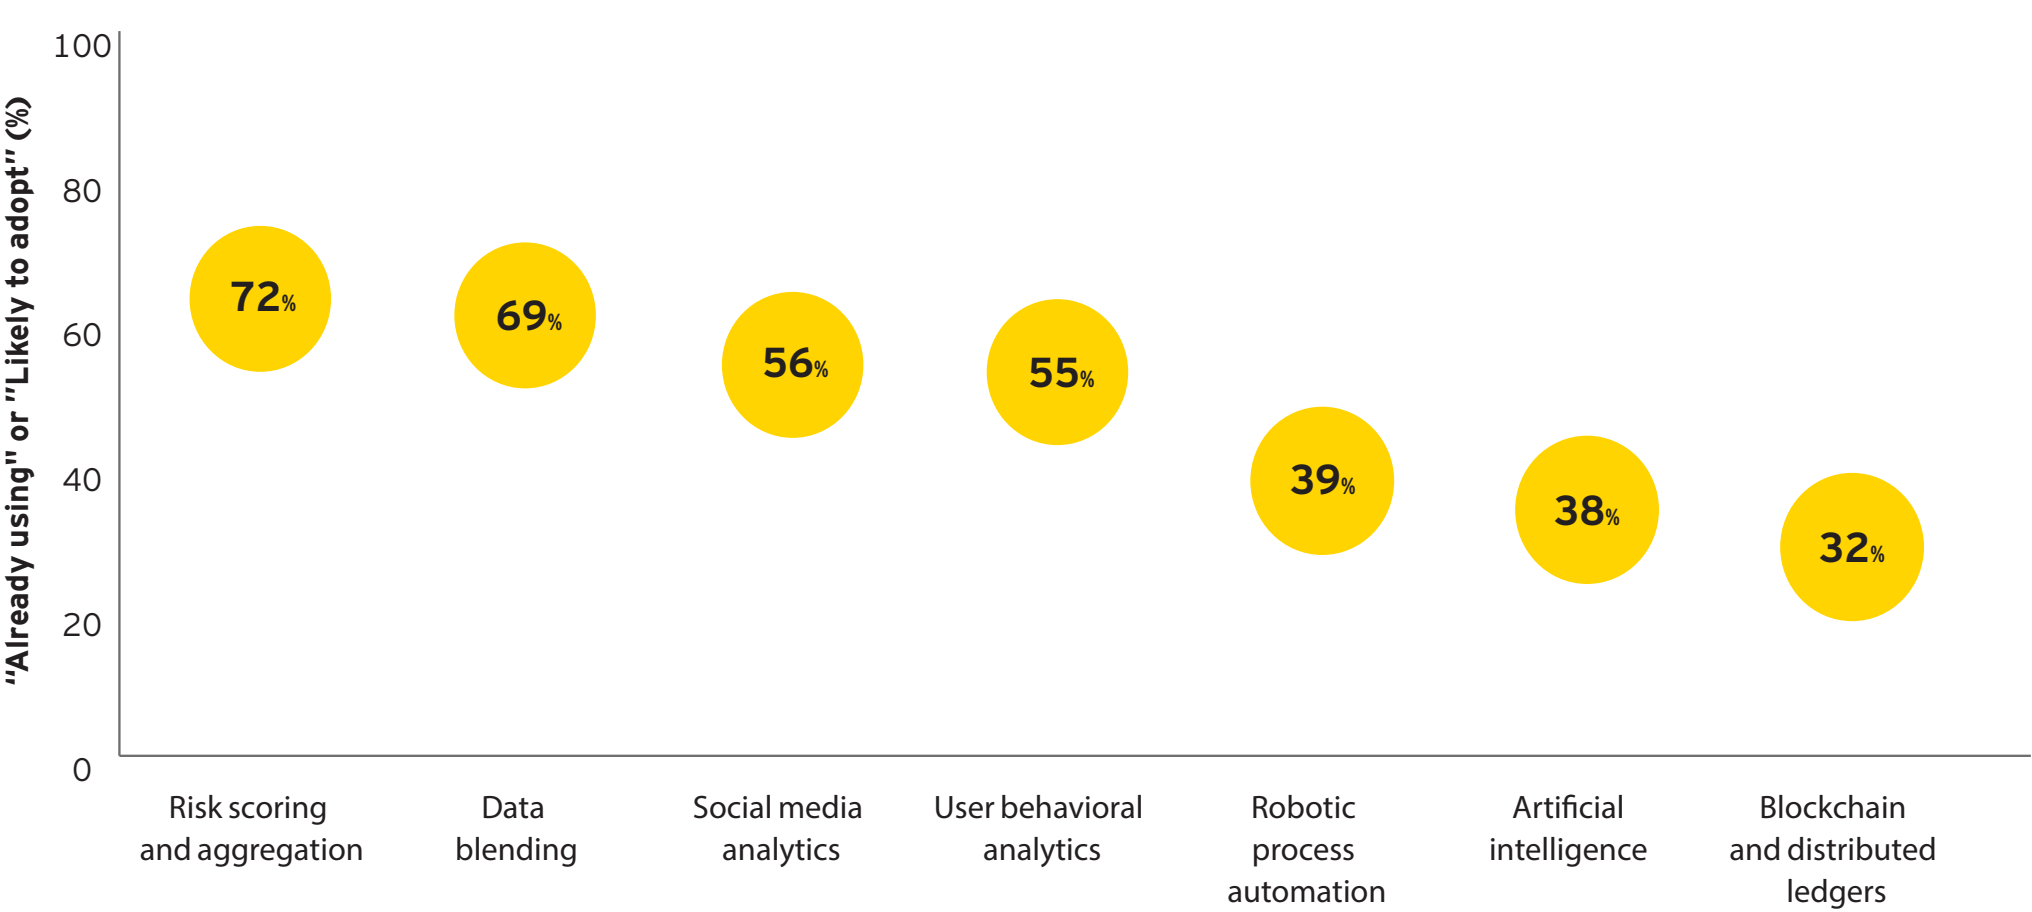 “Already using" or "Likely to adopt" (%)
100
80
60
40
20
0
72%
69%
56%
55%
39%
38%
32%
Risk scoring
and aggregation
Data
blending
Social media
analytics
User behavioral
analytics
Robotic
process
automation
Artificial
intelligence
Blockchain
and distributed
ledgers